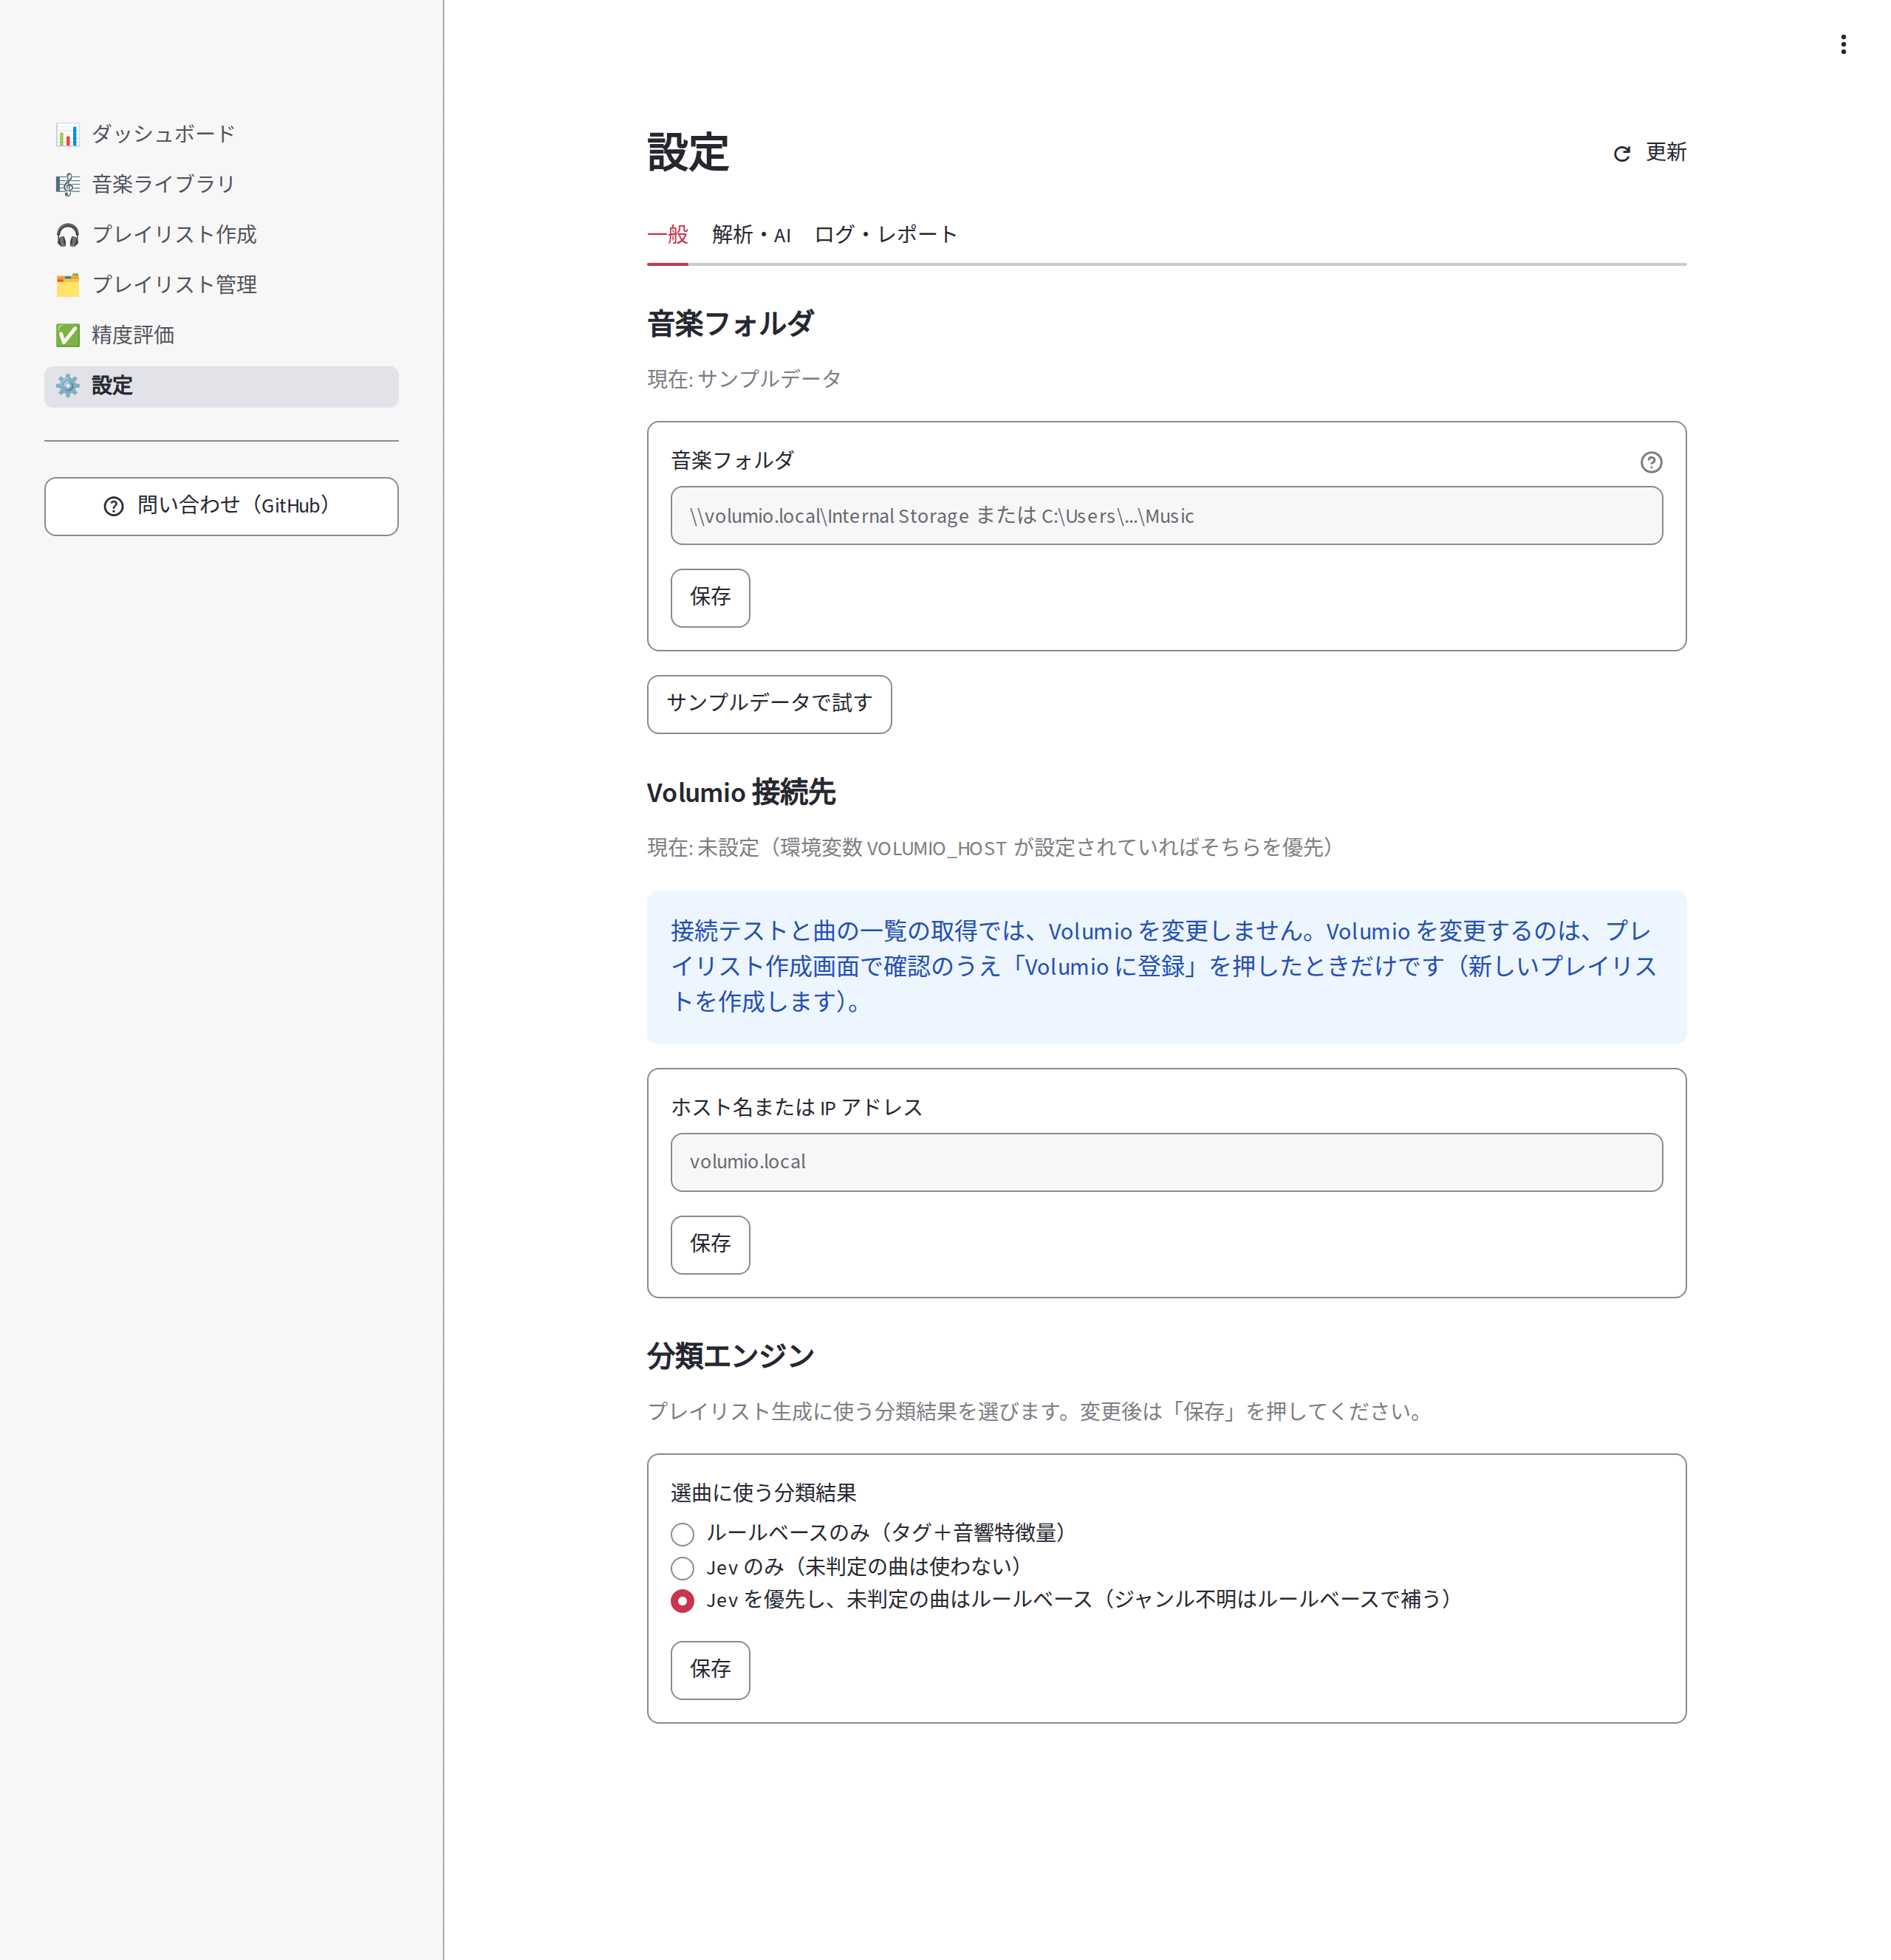 ダッシュボード
音楽ライブラリ
プレイリスト作成
プレイリスト管理
精度評価
設定
問い合わせ（GitHub）
設定
更新
一般 解析・AI ログ・レポート
音楽フォルダ
現在: サンプルデータ
音楽フォルダ
\\volumio.local\Internal Storage または C:\Users\...\Music
保存
サンプルデータで試す
Volumio 接続先
現在: 未設定（環境変数 VOLUMIO_HOST が設定されていればそちらを優先）
接続テストと曲の一覧の取得では、Volumio を変更しません。Volumio を変更するのは、プレ
イリスト作成画面で確認のうえ「Volumio に登録」を押したときだけです（新しいプレイリス
トを作成します）。
ホスト名または IP アドレス
volumio.local
保存
分類エンジン
プレイリスト生成に使う分類結果を選びます。変更後は「保存」を押してください。
選曲に使う分類結果
ルールベースのみ（タグ＋音響特徴量）
Jev のみ（未判定の曲は使わない）
Jev を優先し、未判定の曲はルールベース（ジャンル不明はルールベースで補う）
保存